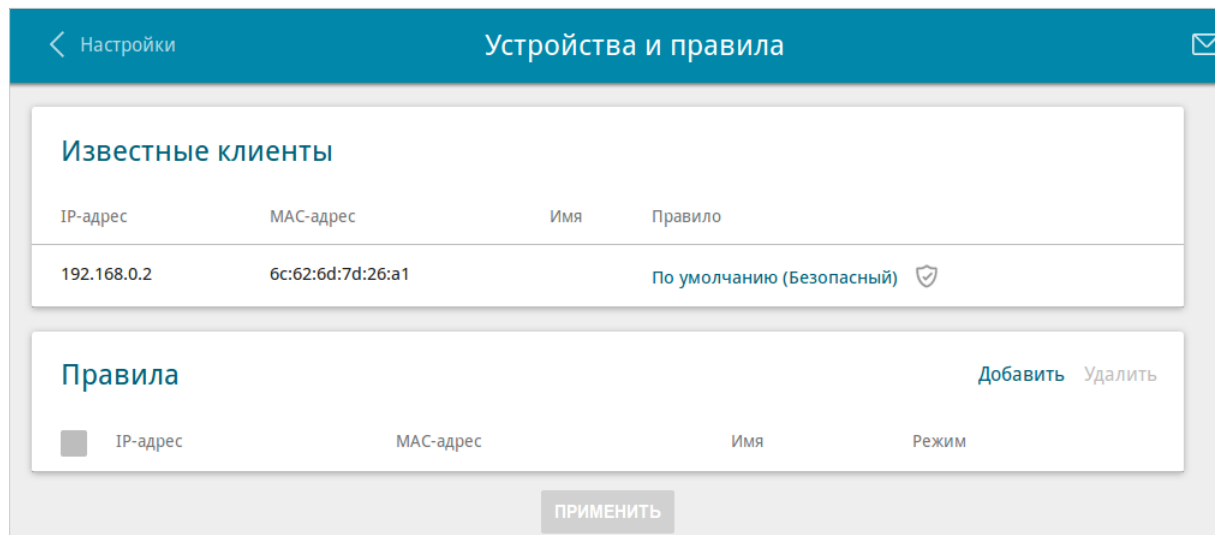 Настройки
Устройства и правила
Известные клиенты
IP-адрес MAC-адрес Имя Правило
192.168.0.2 6c:62:6d:7d:26:a1 По умолчанию (Безопасный)
Правила Добавить Удалить
IP-адрес MAC-адрес Имя Режим
ПРИМЕНИТЬ